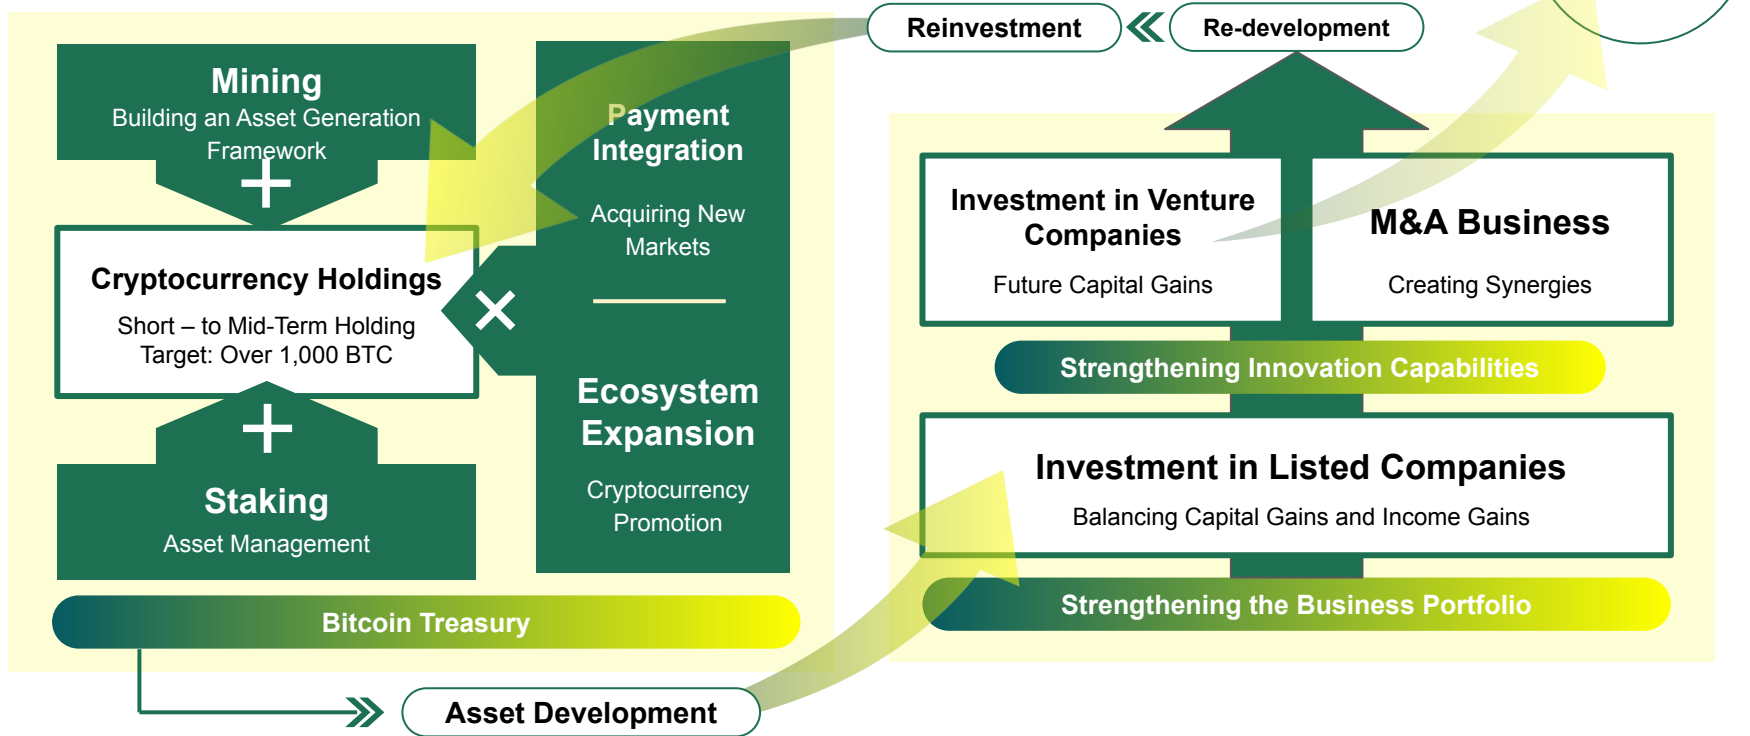 Reinvestment
Re-development
Mining
Building an Asset Generation
Framework
+
Cryptocurrency Holdings
Short – to Mid-Term Holding
Target: Over 1,000 BTC
+
Staking
Asset Management
×
Payment
Integration
Acquiring New
Markets
Ecosystem
Expansion
Cryptocurrency
Promotion
Bitcoin Treasury
Asset Development
Investment in Venture
Companies
Future Capital Gains
M&A Business
Creating Synergies
Strengthening Innovation Capabilities
Investment in Listed Companies
Balancing Capital Gains and Income Gains
Strengthening the Business Portfolio